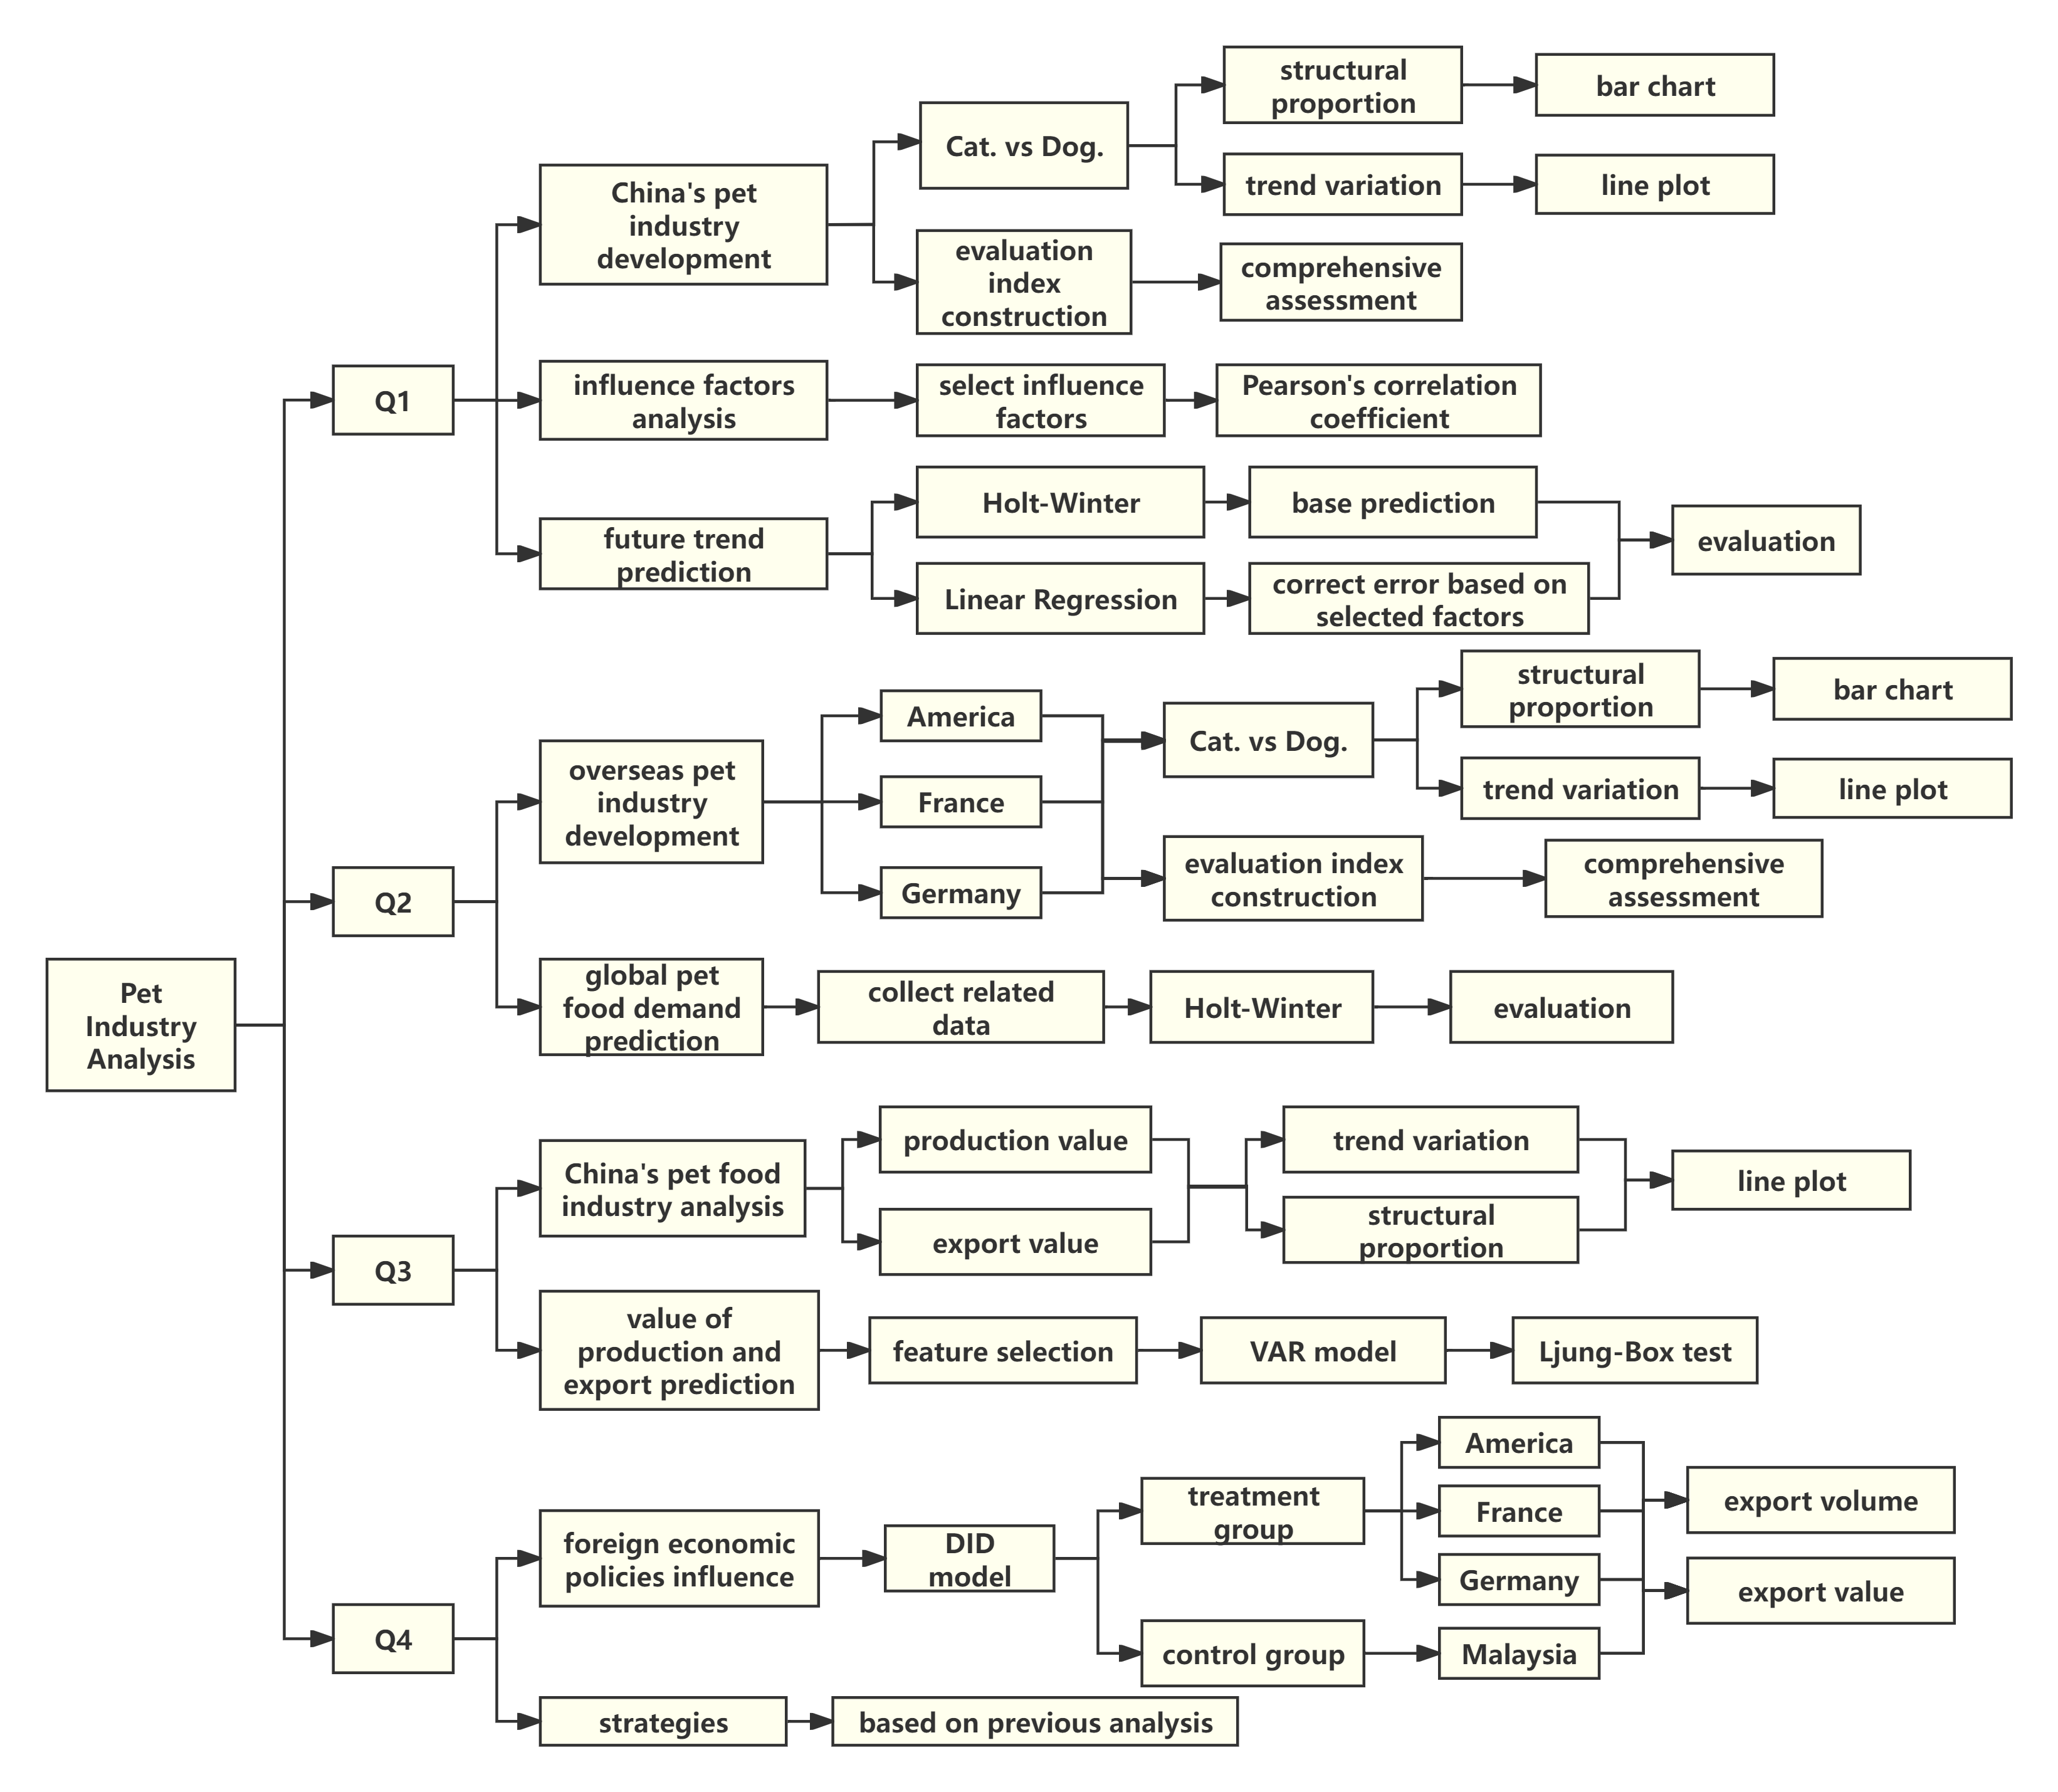 Pet
Industry
Analysis
Q1
China's pet
industry
development
Cat. vs Dog.
structural
proportion
bar chart
trend variation
line plot
evaluation
index
construction
comprehensive
assessment
influence factors
analysis
select influence
factors
Pearson's correlation
coefficient
future trend
prediction
Holt-Winter
base prediction
Linear Regression
correct error based on
selected factors
evaluation
Q2
overseas pet
industry
development
America
France
Germany
Cat. vs Dog.
structural
proportion
bar chart
trend variation
line plot
evaluation index
construction
comprehensive
assessment
global pet
food demand
prediction
collect related
data
Holt-Winter
evaluation
Q3
China's pet food
industry analysis
production value
export value
trend variation
structural
proportion
line plot
value of
production and
export prediction
feature selection
VAR model
Ljung-Box test
Q4
foreign economic
policies influence
DID
model
treatment
group
America
France
Germany
control group
Malaysia
export volume
export value
strategies
based on previous analysis